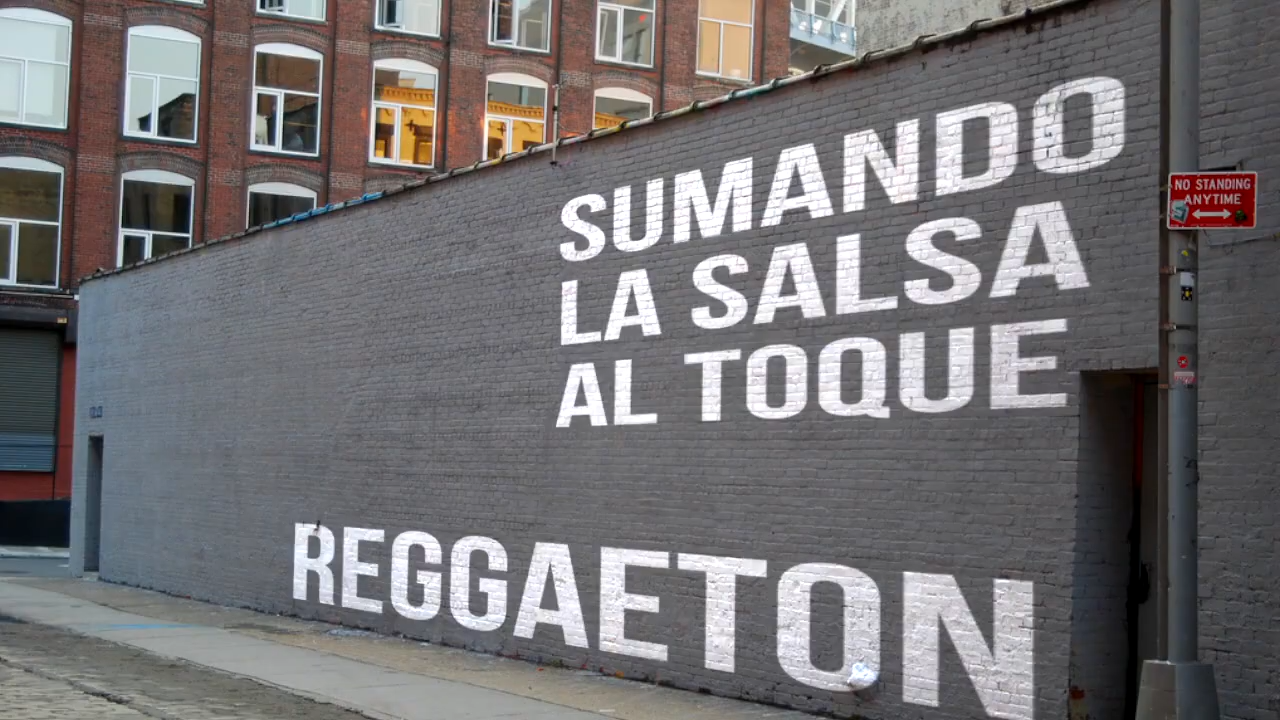 SUMANDO
LA SALSA
AL TOQUE
REGGAETON
NO STANDING
ANYTIME